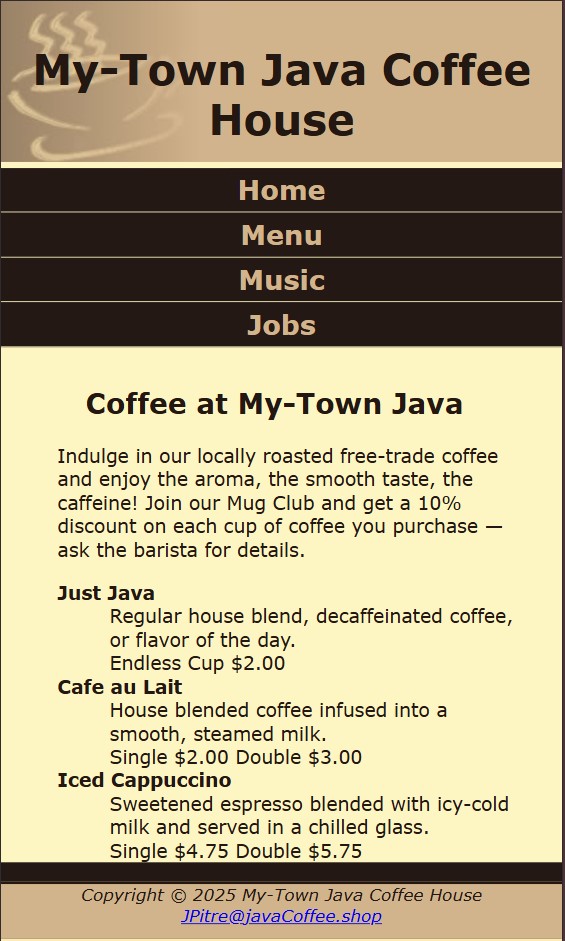 My-Town Java Coffee
House
Home
Menu
Music
Jobs
Coffee at My-Town Java
Indulge in our locally roasted free-trade coffee
and enjoy the aroma, the smooth taste, the
caffeine! Join our Mug Club and get a 10%
discount on each cup of coffee you purchase —
ask the barista for details.
Just Java
Regular house blend, decaffeinated coffee,
or flavor of the day.
Endless Cup $2.00
Cafe au Lait
House blended coffee infused into a
smooth, steamed milk.
Single $2.00 Double $3.00
Iced Cappuccino
Sweetened espresso blended with icy-cold
milk and served in a chilled glass.
Single $4.75 Double $5.75
Copyright © 2025 My-Town Java Coffee House
JPitre@javaCoffee.shop